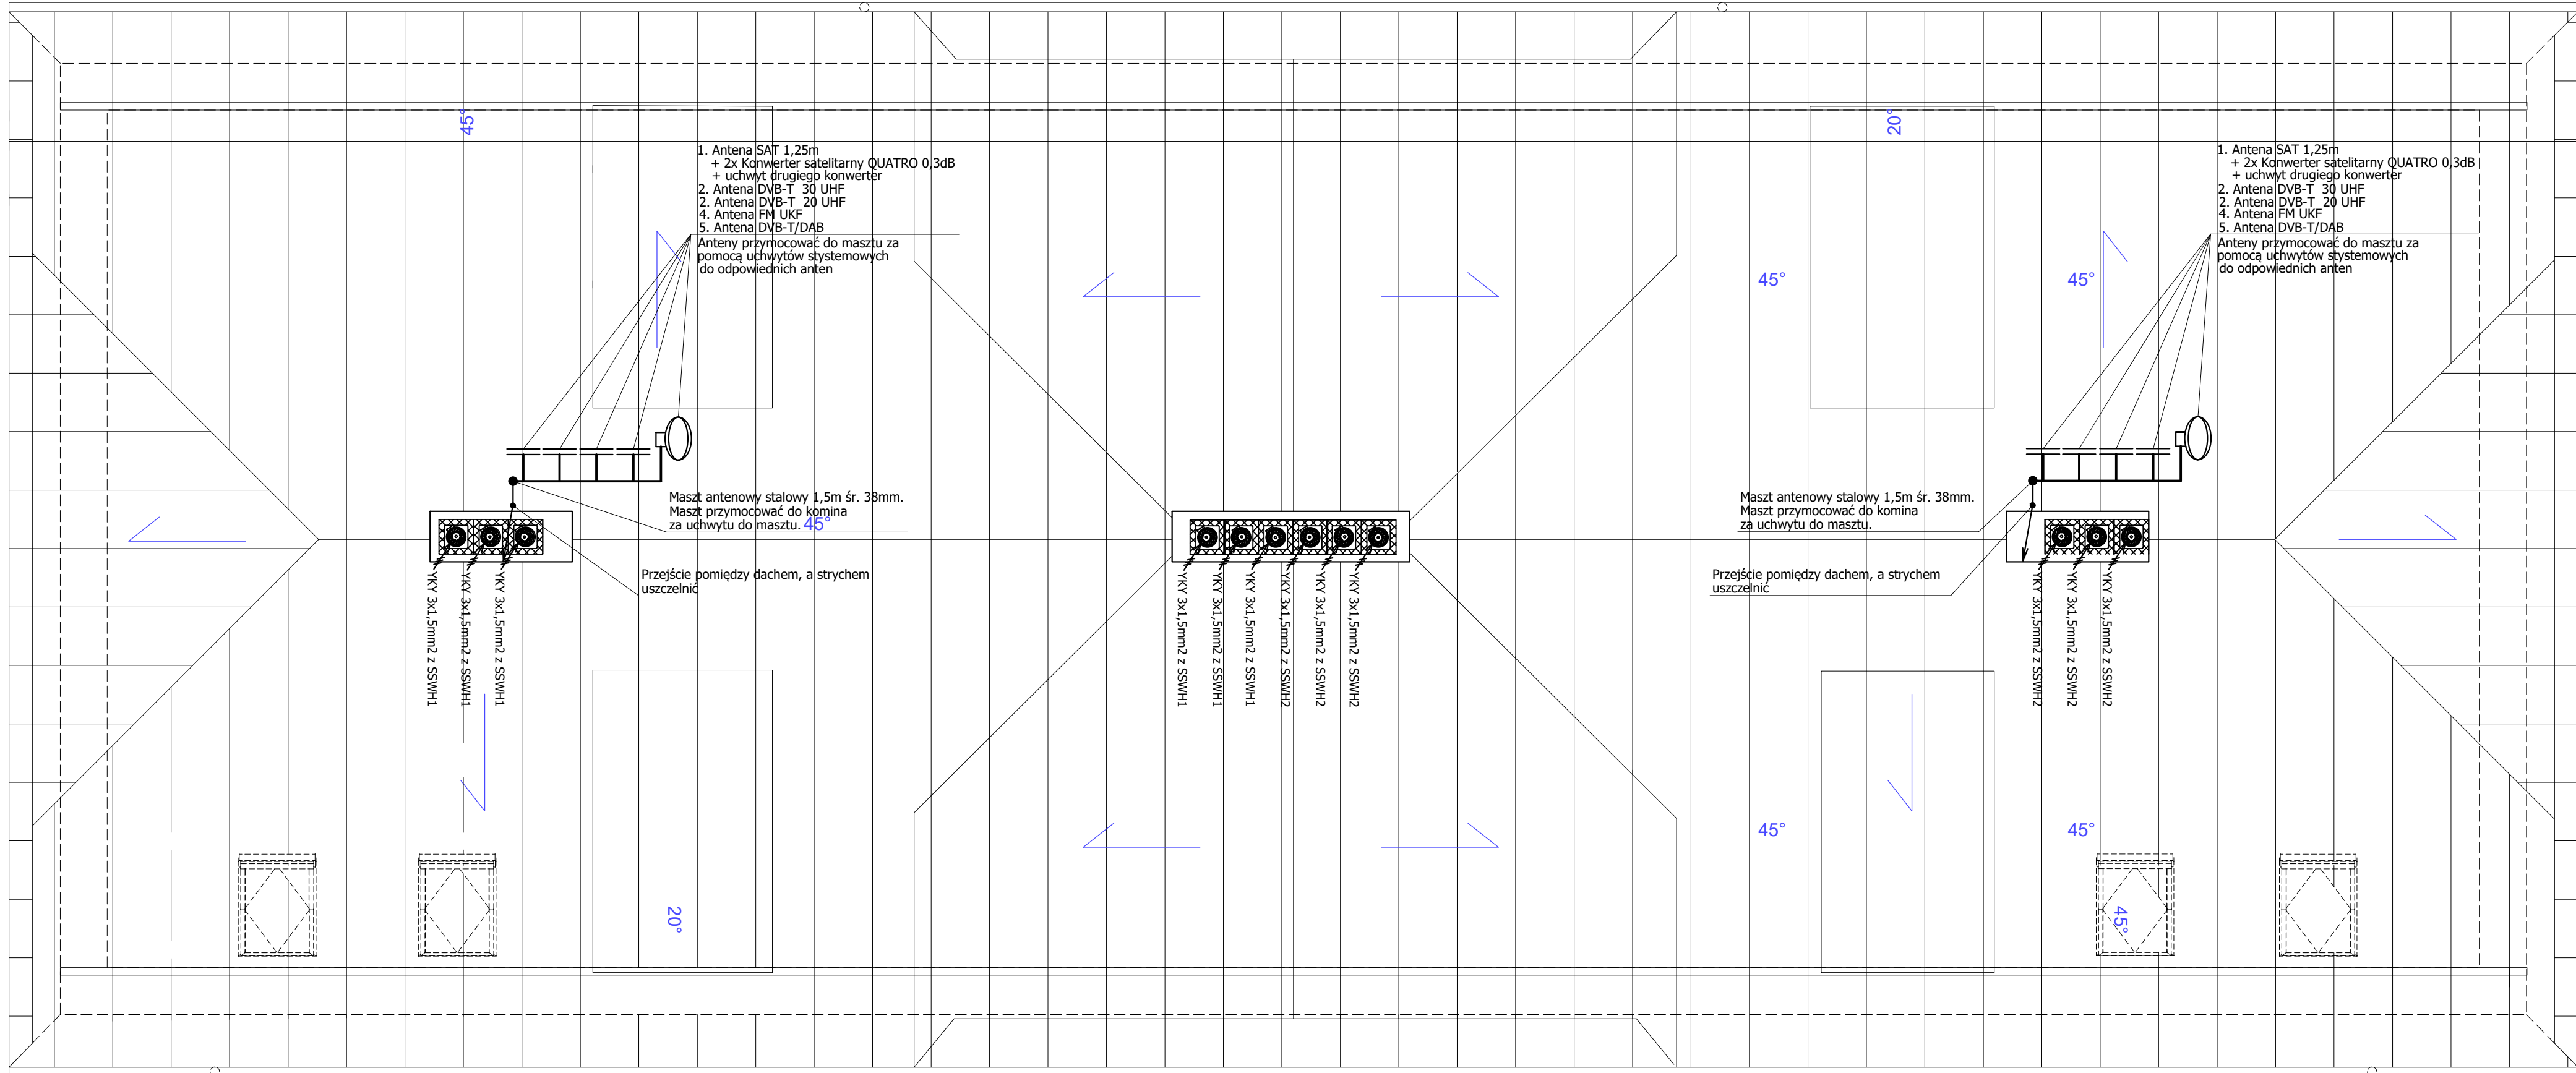 45°
20°
1. Antena SAT 1,25m
+ 2x Konwerter satelitarny QUATRO 0,3dB
+ uchwyt drugiego konwerter
2. Antena DVB-T  30 UHF
2. Antena DVB-T  20 UHF
4. Antena FM UKF
5. Antena DVB-T/DAB
Anteny przymocować do masztu za
pomocą uchwytów stystemowych
do odpowiednich anten
1. Antena SAT 1,25m
+ 2x Konwerter satelitarny QUATRO 0,3dB
+ uchwyt drugiego konwerter
2. Antena DVB-T  30 UHF
2. Antena DVB-T  20 UHF
4. Antena FM UKF
5. Antena DVB-T/DAB
Anteny przymocować do masztu za
pomocą uchwytów stystemowych
do odpowiednich anten
45°
45°
Maszt antenowy stalowy 1,5m śr. 38mm.
Maszt przymocować do komina
za uchwytu do masztu.
45°
Maszt antenowy stalowy 1,5m śr. 38mm.
Maszt przymocować do komina
za uchwytu do masztu.
Przejście pomiędzy dachem, a strychem
uszczelnić
Przejście pomiędzy dachem, a strychem
uszczelnić
YKY 3x1,5mm2 z SSWH1
YKY 3x1,5mm2 z SSWH1
YKY 3x1,5mm2 z SSWH1
YKY 3x1,5mm2 z SSWH1
YKY 3x1,5mm2 z SSWH1
YKY 3x1,5mm2 z SSWH1
YKY 3x1,5mm2 z SSWH2
YKY 3x1,5mm2 z SSWH2
YKY 3x1,5mm2 z SSWH2
YKY 3x1,5mm2 z SSWH2
YKY 3x1,5mm2 z SSWH2
YKY 3x1,5mm2 z SSWH2
45°
45°
20°
45°